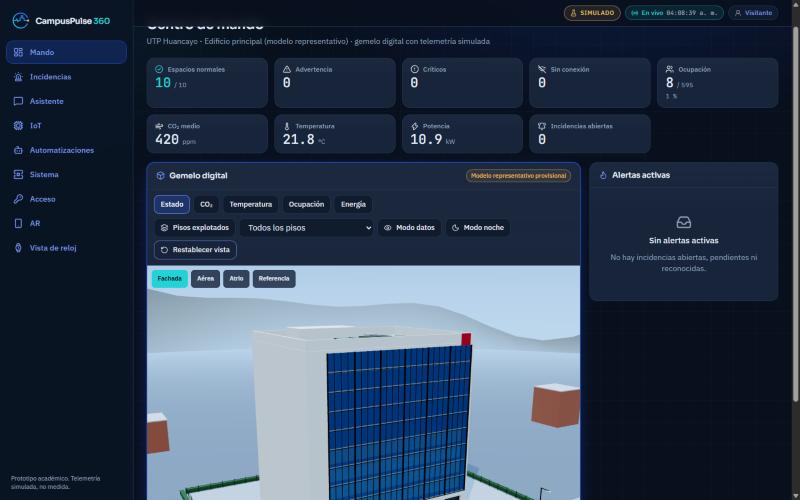 CampusPulse 360
SIMULADO
En vivo 04:08:39 a. m.
Visitante
Centro de mando
UTP Huancayo · Edificio principal (modelo representativo) · gemelo digital con telemetría simulada
Mando
Incidencias
Asistente
IoT
Automatizaciones
Sistema
Acceso
AR
Vista de reloj
Espacios normales
10 / 10
Advertencia
0
Críticos
0
Sin conexión
0
Ocupación
8 / 595
1 %
CO₂ medio
420 ppm
Temperatura
21.8 °C
Potencia
10.9 kW
Incidencias abiertas
0
Gemelo digital
Modelo representativo provisional
Estado
CO₂
Temperatura
Ocupación
Energía
Pisos explotados
Todos los pisos
Modo datos
Modo noche
Restablecer vista
Fachada
Aérea
Atrio
Referencia
Alertas activas
Sin alertas activas
No hay incidencias abiertas, pendientes ni
reconocidas.
Prototipo académico. Telemetría
simulada, no medida.